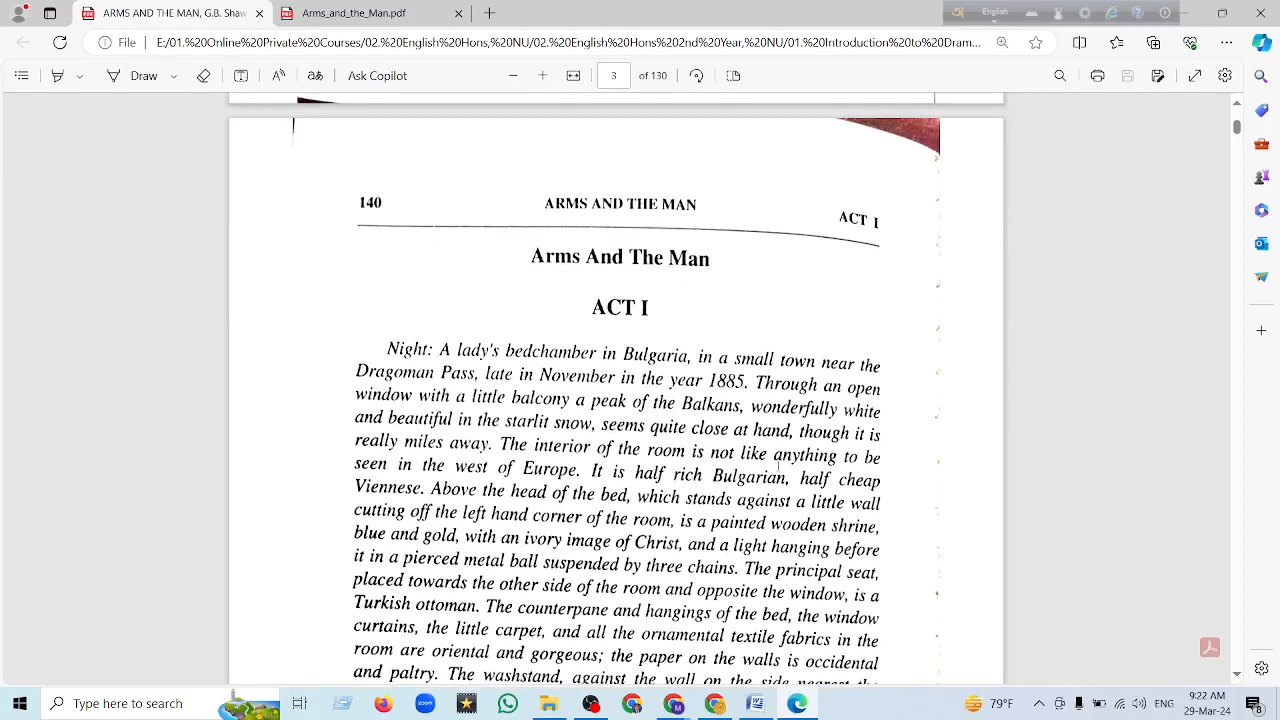 ARMS AND THE MAN, G.B. Shaw
Arms_and_the_Man.pdf
English
File
E:/01.%20Online%20Private%20Courses/02.%20English%20Hons,%20NU/02.%20English%20Hons,%202nd%20Year,%20NU/01.%20Introduction%20to%20Dram...
Draw
Ask Copilot
3
of 130
140
ARMS AND THE MAN
ACT I
Arms And The Man
ACT I
Night: A lady's bedchamber in Bulgaria, in a small town near the
Dragoman Pass, late in November in the year 1885. Through an open
window with a little balcony a peak of the Balkans, wonderfully white
and beautiful in the starlit snow, seems quite close at hand, though it is
really miles away. The interior of the room is not like anything to be
seen in the west of Europe. It is half rich Bulgarian, half cheap
Viennese. Above the head of the bed, which stands against a little wall
cutting off the left hand corner of the room, is a painted wooden shrine,
blue and gold, with an ivory image of Christ, and a light hanging before
it in a pierced metal ball suspended by three chains. The principal seat,
placed towards the other side of the room and opposite the window, is a
Turkish ottoman. The counterpane and hangings of the bed, the window
curtains, the little carpet, and all the ornamental textile fabrics in the
room are oriental and gorgeous; the paper on the walls is occidental
and paltry. The washstand, against the wall on the side nearest the
Type here to search
79°F
9:22 AM
29-Mar-24